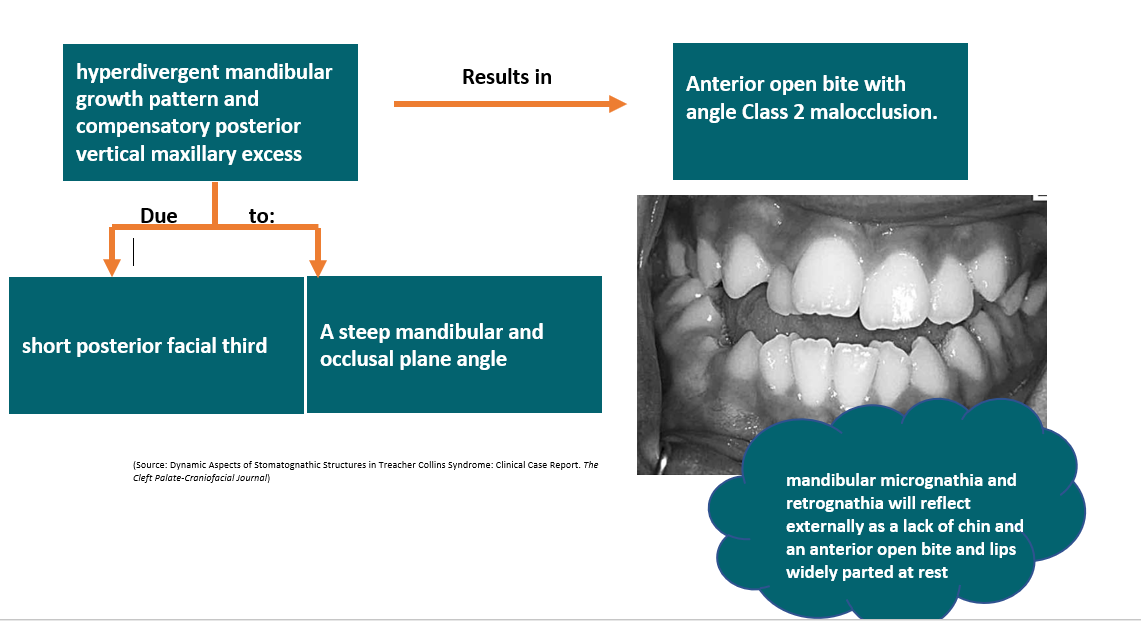 hyperdivergent mandibular
growth pattern and
compensatory posterior
vertical maxillary excess
Results in
Anterior open bite with
angle Class 2 malocclusion.
Due to:
short posterior facial third
A steep mandibular and
occlusal plane angle
(Source: Dynamic Aspects of Stomatognathic Structures in Treacher Collins Syndrome: Clinical Case Report. The
Cleft Palate-Craniofacial Journal)
mandibular micrognathia and
retrognathia will reflect
externally as a lack of chin and
an anterior open bite and lips
widely parted at rest